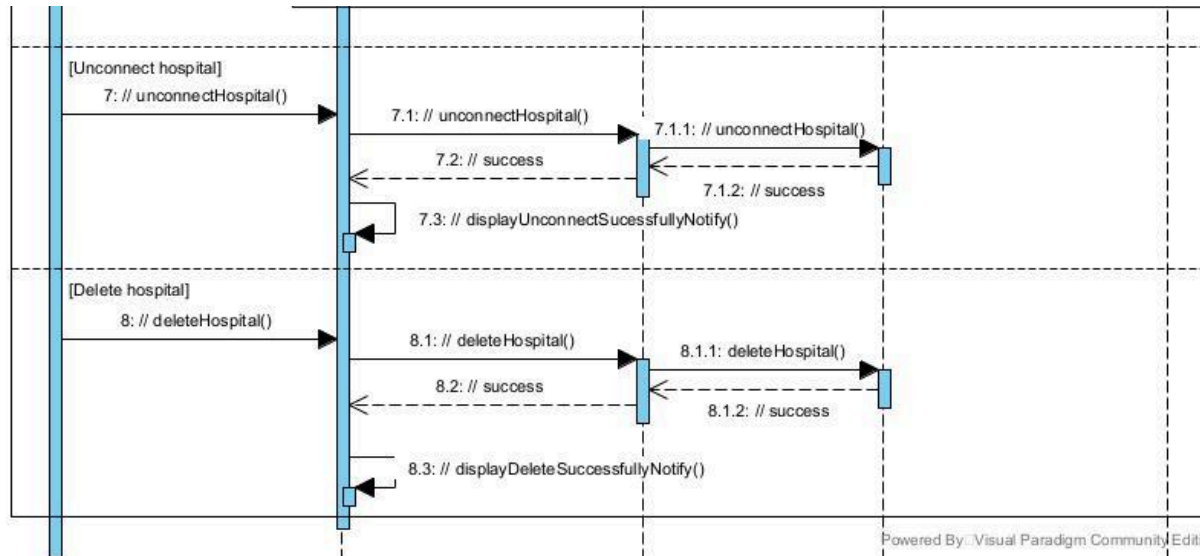 [Unconnect hospital]
7: // unconnectHospital()
7.1: // unconnectHospital()
7.1.1: // unconnectHospital()
7.2: // success
7.1.2: // success
7.3: // displayUnconnectSucessfullyNotify()
[Delete hospital]
8: // deleteHospital()
8.1: // deleteHospital()
8.1.1: deleteHospital()
8.2: // success
8.1.2: // success
8.3: // displayDeleteSuccessfullyNotify()
Powered By Visual Paradigm Community Edit